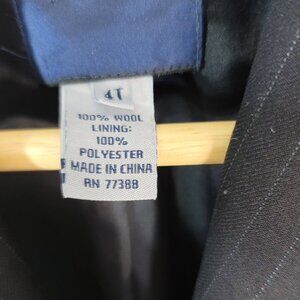 4T
100% WOOL
LINING:
100%
POLYESTER
MADE IN CHINA
RN 77388